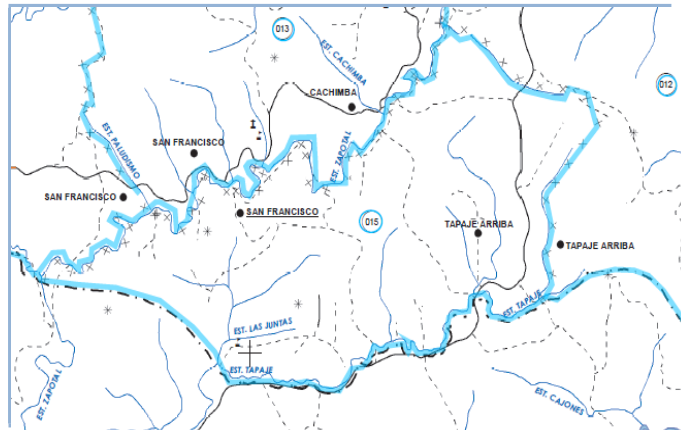 013
EST. CACHIMBA
012
CACHIMBA
EST. PALUDISMO
SAN FRANCISCO
EST. ZAPOTAL
SAN FRANCISCO
SAN FRANCISCO
015
TAPAJE ARRIBA
TAPAJE ARRIBA
EST. TAPAJE
EST. LAS JUNTAS
EST. TAPAJE
EST. ZAPOTAL
EST. CAJONES